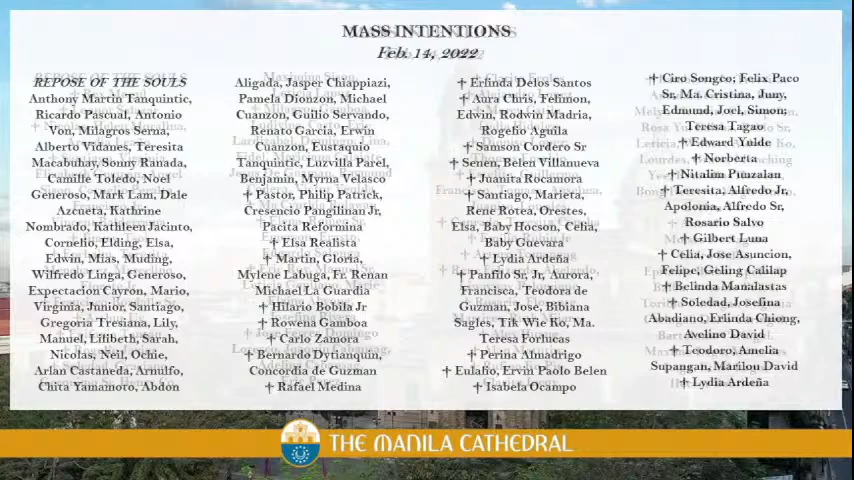 MASS INTENTIONS
Feb. 14, 2022
REPOSE OF THE SOULS
Anthony Martin Tanquintic,
Ricardo Pascual, Antonio
Von, Milagros Serna,
Alberto Vidanes, Teresita
Macabuhay, Sonny Ranada,
Camille Toledo, Noel
Generoso, Mark Lam, Dale
Azcueta, Kathrine
Nombrado, Kathleen Jacinto,
Cornelio, Elding, Elsa,
Edwin, Mias, Muding,
Wilfredo Linga, Generoso,
Expectacion Cayron, Mario,
Virginia, Junior, Santiago,
Gregoria Tresiana, Lily,
Manuel, Lilibeth, Sarah,
Nicolas, Neil, Ochie,
Arlan Castaneda, Arnulfo,
Chita Yamamoto, Abdon
Aligada, Jasper Chiappiazi,
Pamela Dionzon, Michael
Cuanzon, Guilio Servando,
Renato Garcia, Erwin
Cuanzon, Eustaquio
Tanquintic, Luzvilla Parel,
Benjamin, Myrna Velasco
✝ Pastor, Philip Patrick,
Cresencio Pangilinan Jr,
Pacita Reformina
✝ Elsa Realista
✝ Martin, Gloria,
Mylene Labuga, Fr. Renan
Michael La Guardia
✝ Hilario Bobila Jr
✝ Rowena Gamboa
✝ Carlo Zamora
✝ Bernardo Dytianquin,
Concordia de Guzman
✝ Rafael Medina
✝ Erfinda Delos Santos
✝ Aura Chris, Felimon,
Edwin, Rodwin Madria,
Rogelio Aguila
✝ Samson Cordero Sr
✝ Senen, Belen Villanueva
✝ Juanita Rocamora
✝ Santiago, Marieta,
Rene Rotea, Orestes,
Elsa, Baby Hocson, Celia,
Baby Guevara
✝ Lydia Ardeña
✝ Panfilo Sr, Jr, Aurora,
Francisca, Teodora de
Guzman, Jose, Bibiana
Sagles, Tik Wie Ko, Ma.
Teresa Forlucas
✝ Perina Almadrigo
✝ Eulalio, Ervin Paolo Belen
✝ Isabela Ocampo
✝ Ciro Songco; Felix Paco
Sr, Ma. Cristina, Juny,
Edmund, Joel, Simon;
Teresa Tagao
✝ Edward Yulde
✝ Norberta
✝ Nitalim Punzalan
✝ Teresita, Alfredo Jr,
Apolonia, Alfredo Sr,
Rosario Salvo
✝ Gilbert Luna
✝ Celia, Jose Asuncion,
Felipe, Geling Calilap
✝ Belinda Manalastas
✝ Soledad, Josefina
Abadiano, Erlinda Chiong,
Avelino David
✝ Teodoro, Amelia
Supangan, Marilou David
✝ Lydia Ardeña
THE MANILA CATHEDRAL